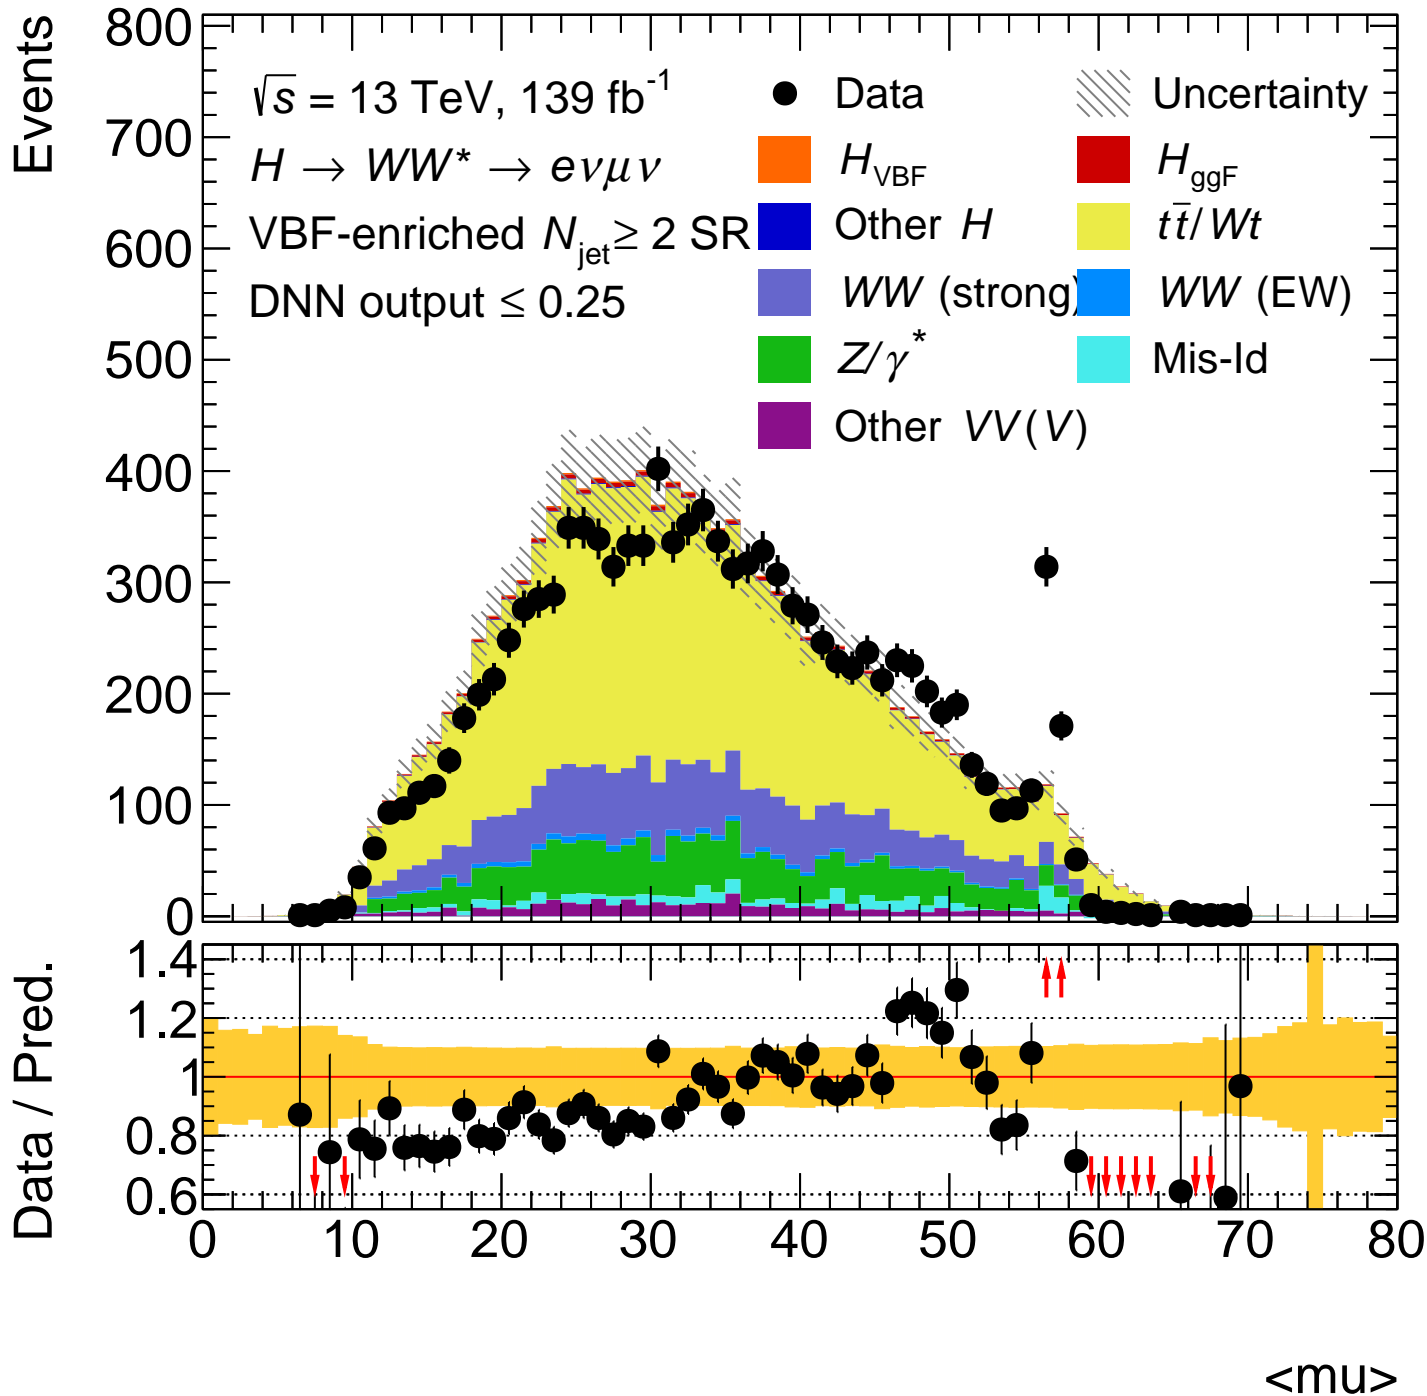 Events
800
700
600
500
400
300
200
100
0
√s = 13 TeV, 139 fb⁻¹
H → WW* → eνμν
VBF-enriched N_jet ≥ 2 SR
DNN output ≤ 0.25
Data
Uncertainty
H_VBF
H_ggF
Other H
tt̄/Wt
WW (strong)
WW (EW)
Z/γ*
Mis-Id
Other VV(V)
Data / Pred.
1.4
1.2
1
0.8
0.6
0 10 20 30 40 50 60 70 80
<mu>